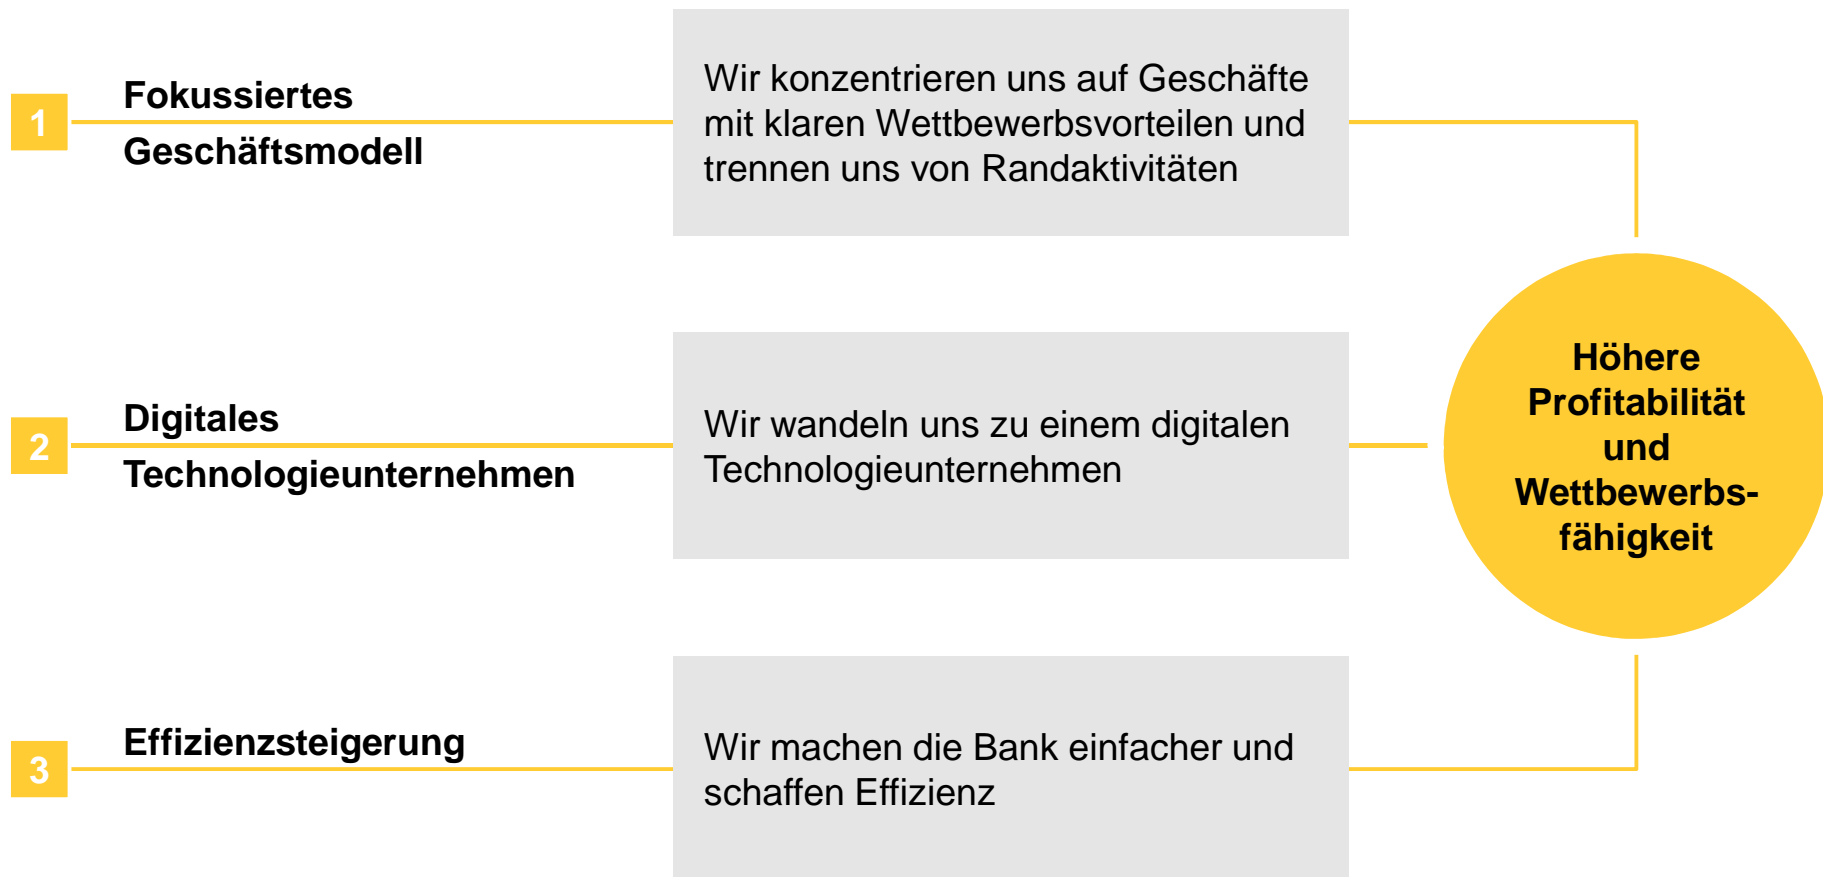 1
Fokussiertes
Geschäftsmodell
Wir konzentrieren uns auf Geschäfte
mit klaren Wettbewerbsvorteilen und
trennen uns von Randaktivitäten
2
Digitales
Technologieunternehmen
Wir wandeln uns zu einem digitalen
Technologieunternehmen
3
Effizienzsteigerung
Wir machen die Bank einfacher und
schaffen Effizienz
Höhere
Profitabilität
und
Wettbewerbs-
fähigkeit